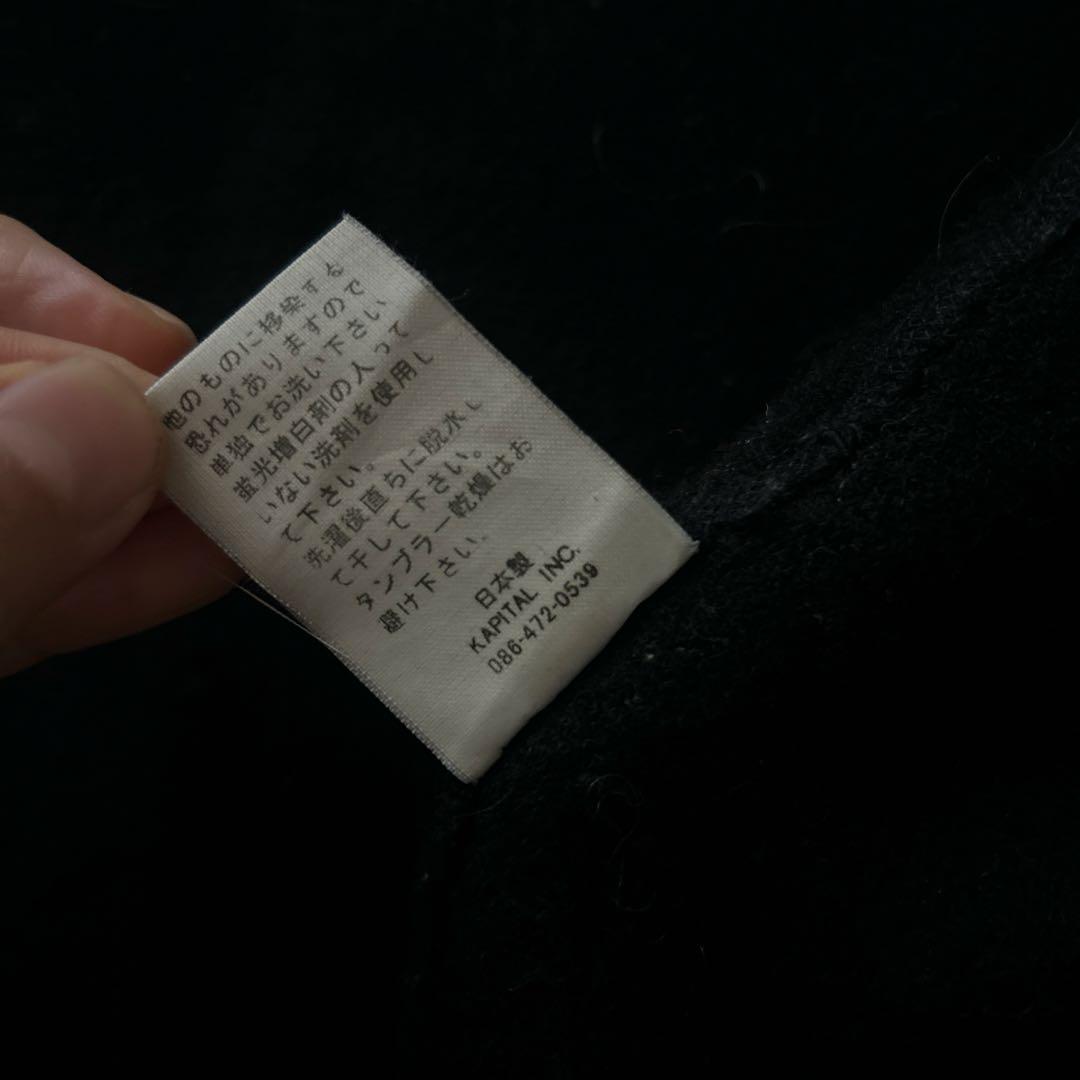 他のものに移染する
恐れがありますので
単独でお洗い下さい
蛍光増白剤の入って
いない洗剤を使用し
て下さい。
洗濯後直ちに脱水し
て干して下さい。
タンブラー乾燥はお
避け下さい。
日本製
KAPITAL INC.
086-472-0539